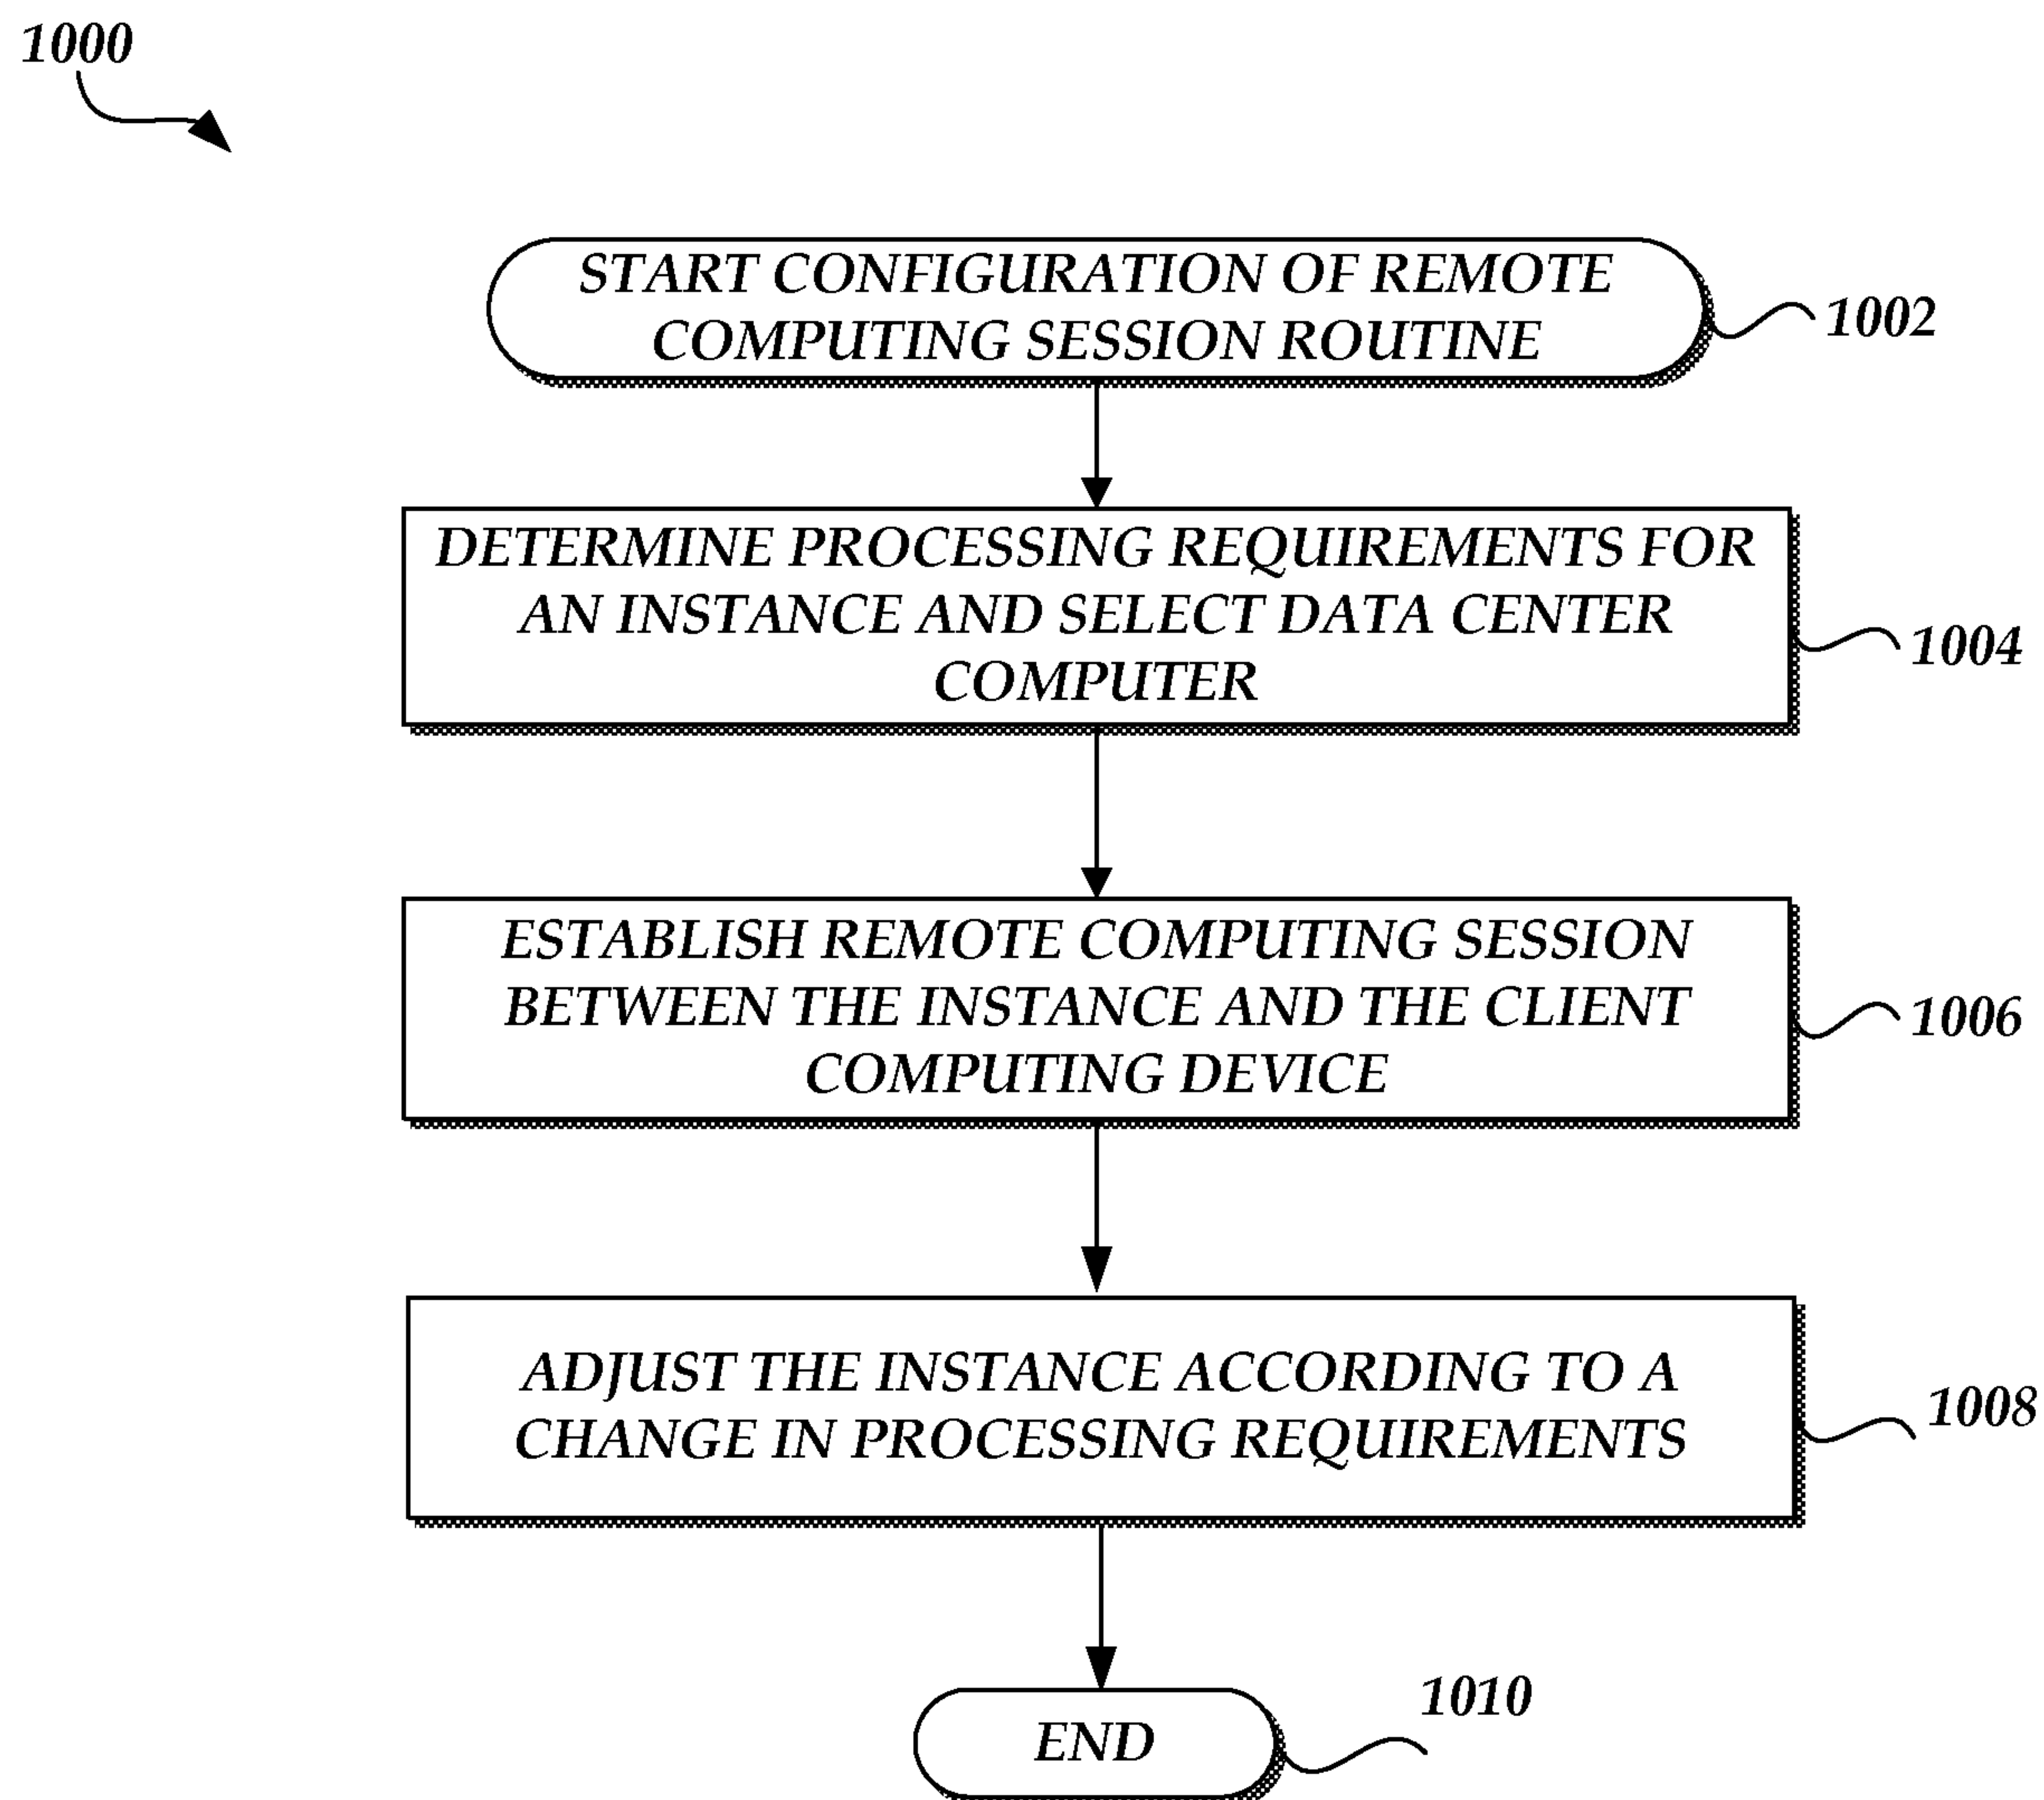 1000
START CONFIGURATION OF REMOTE
COMPUTING SESSION ROUTINE
1002
DETERMINE PROCESSING REQUIREMENTS FOR
AN INSTANCE AND SELECT DATA CENTER
COMPUTER
1004
ESTABLISH REMOTE COMPUTING SESSION
BETWEEN THE INSTANCE AND THE CLIENT
COMPUTING DEVICE
1006
ADJUST THE INSTANCE ACCORDING TO A
CHANGE IN PROCESSING REQUIREMENTS
1008
END
1010